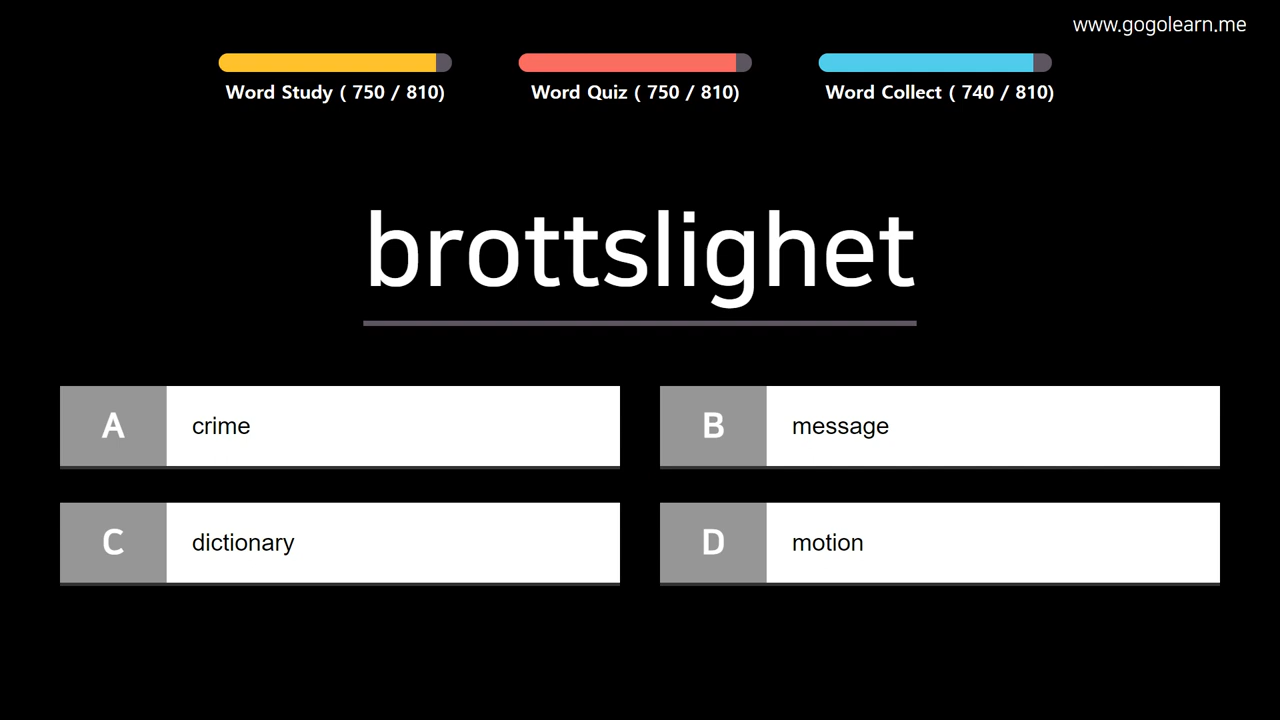 www.gogolearn.me
Word Study ( 750 / 810)
Word Quiz ( 750 / 810)
Word Collect ( 740 / 810)
brottslighet
A crime
B message
C dictionary
D motion